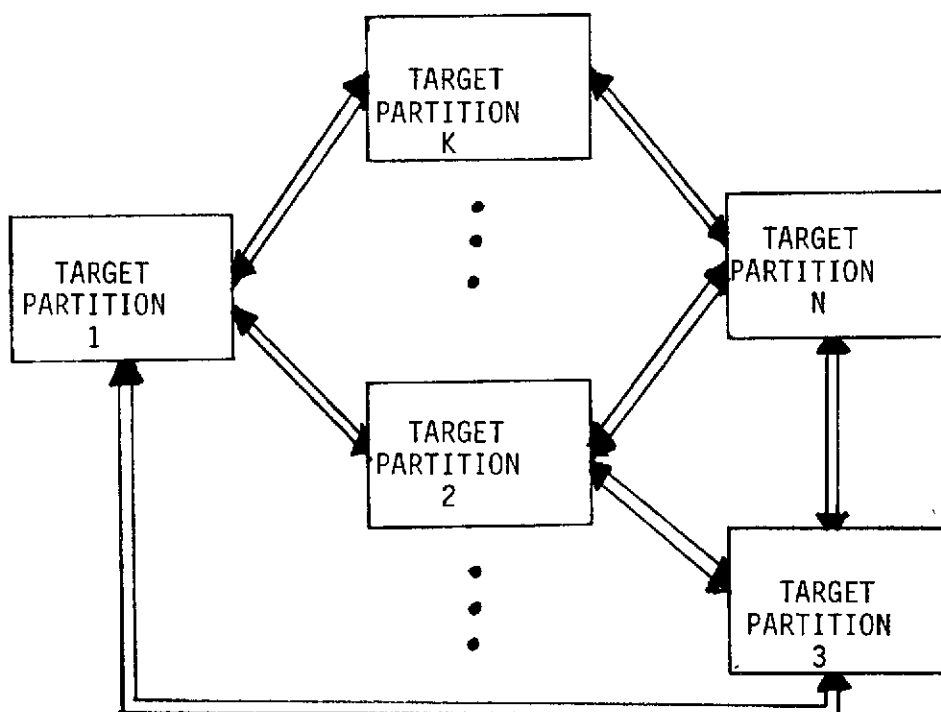 TARGET
PARTITION
K
TARGET
PARTITION
1
TARGET
PARTITION
N
TARGET
PARTITION
2
TARGET
PARTITION
3